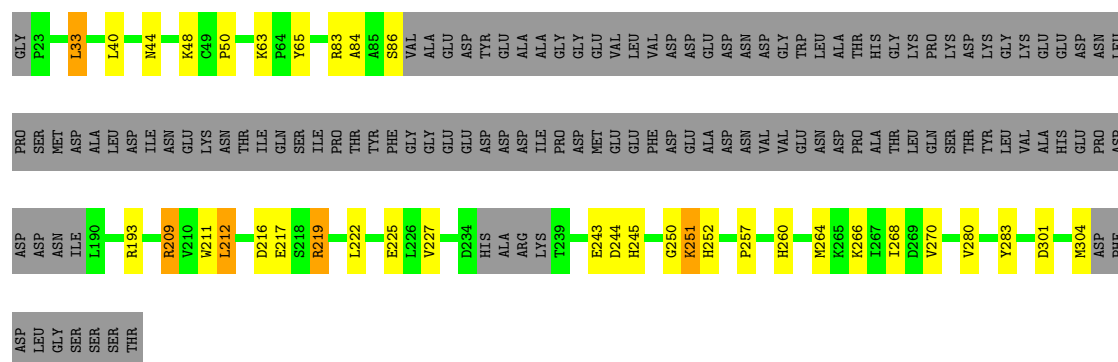 GLY P23 L33 L40 N44 K48 C49 P50 K63 P64 Y65 R83 A84 A85 S86 VAL ALA GLU ASP TYR GLU ALA ALA GLY GLY GLU VAL LEU VAL ASP ASP GLU ASP ASN ASP GLY TRP LEU ALA THR HIS GLY LYS PRO LYS ASP LYS GLY LYS GLU GLU ASP ASN LEU
PRO SER MET ASP ALA LEU ASP ILE ASN GLU LYS ASN THR ILE GLN SER ILE PRO THR TYR PHE GLY GLY GLU GLU ASP ASP ASP ILE PRO ASP MET GLU GLU PHE ASP GLU ALA ASP ASN VAL VAL GLU ASN ASP PRO ALA THR LEU GLN SER THR TYR LEU VAL ALA HIS GLU PRO ASP
ASP ASP ASN ILE L190 R193 R209 V210 W211 L212 D216 E217 S218 R219 L222 E225 L226 V227 D234 HIS ALA ARG LYS T239 E243 D244 H245 G250 K251 H252 P257 H260 M264 K265 K266 I267 I268 D269 V270 V280 Y283 D301 M304 ASP PHE
ASP LEU GLY SER SER SER THR